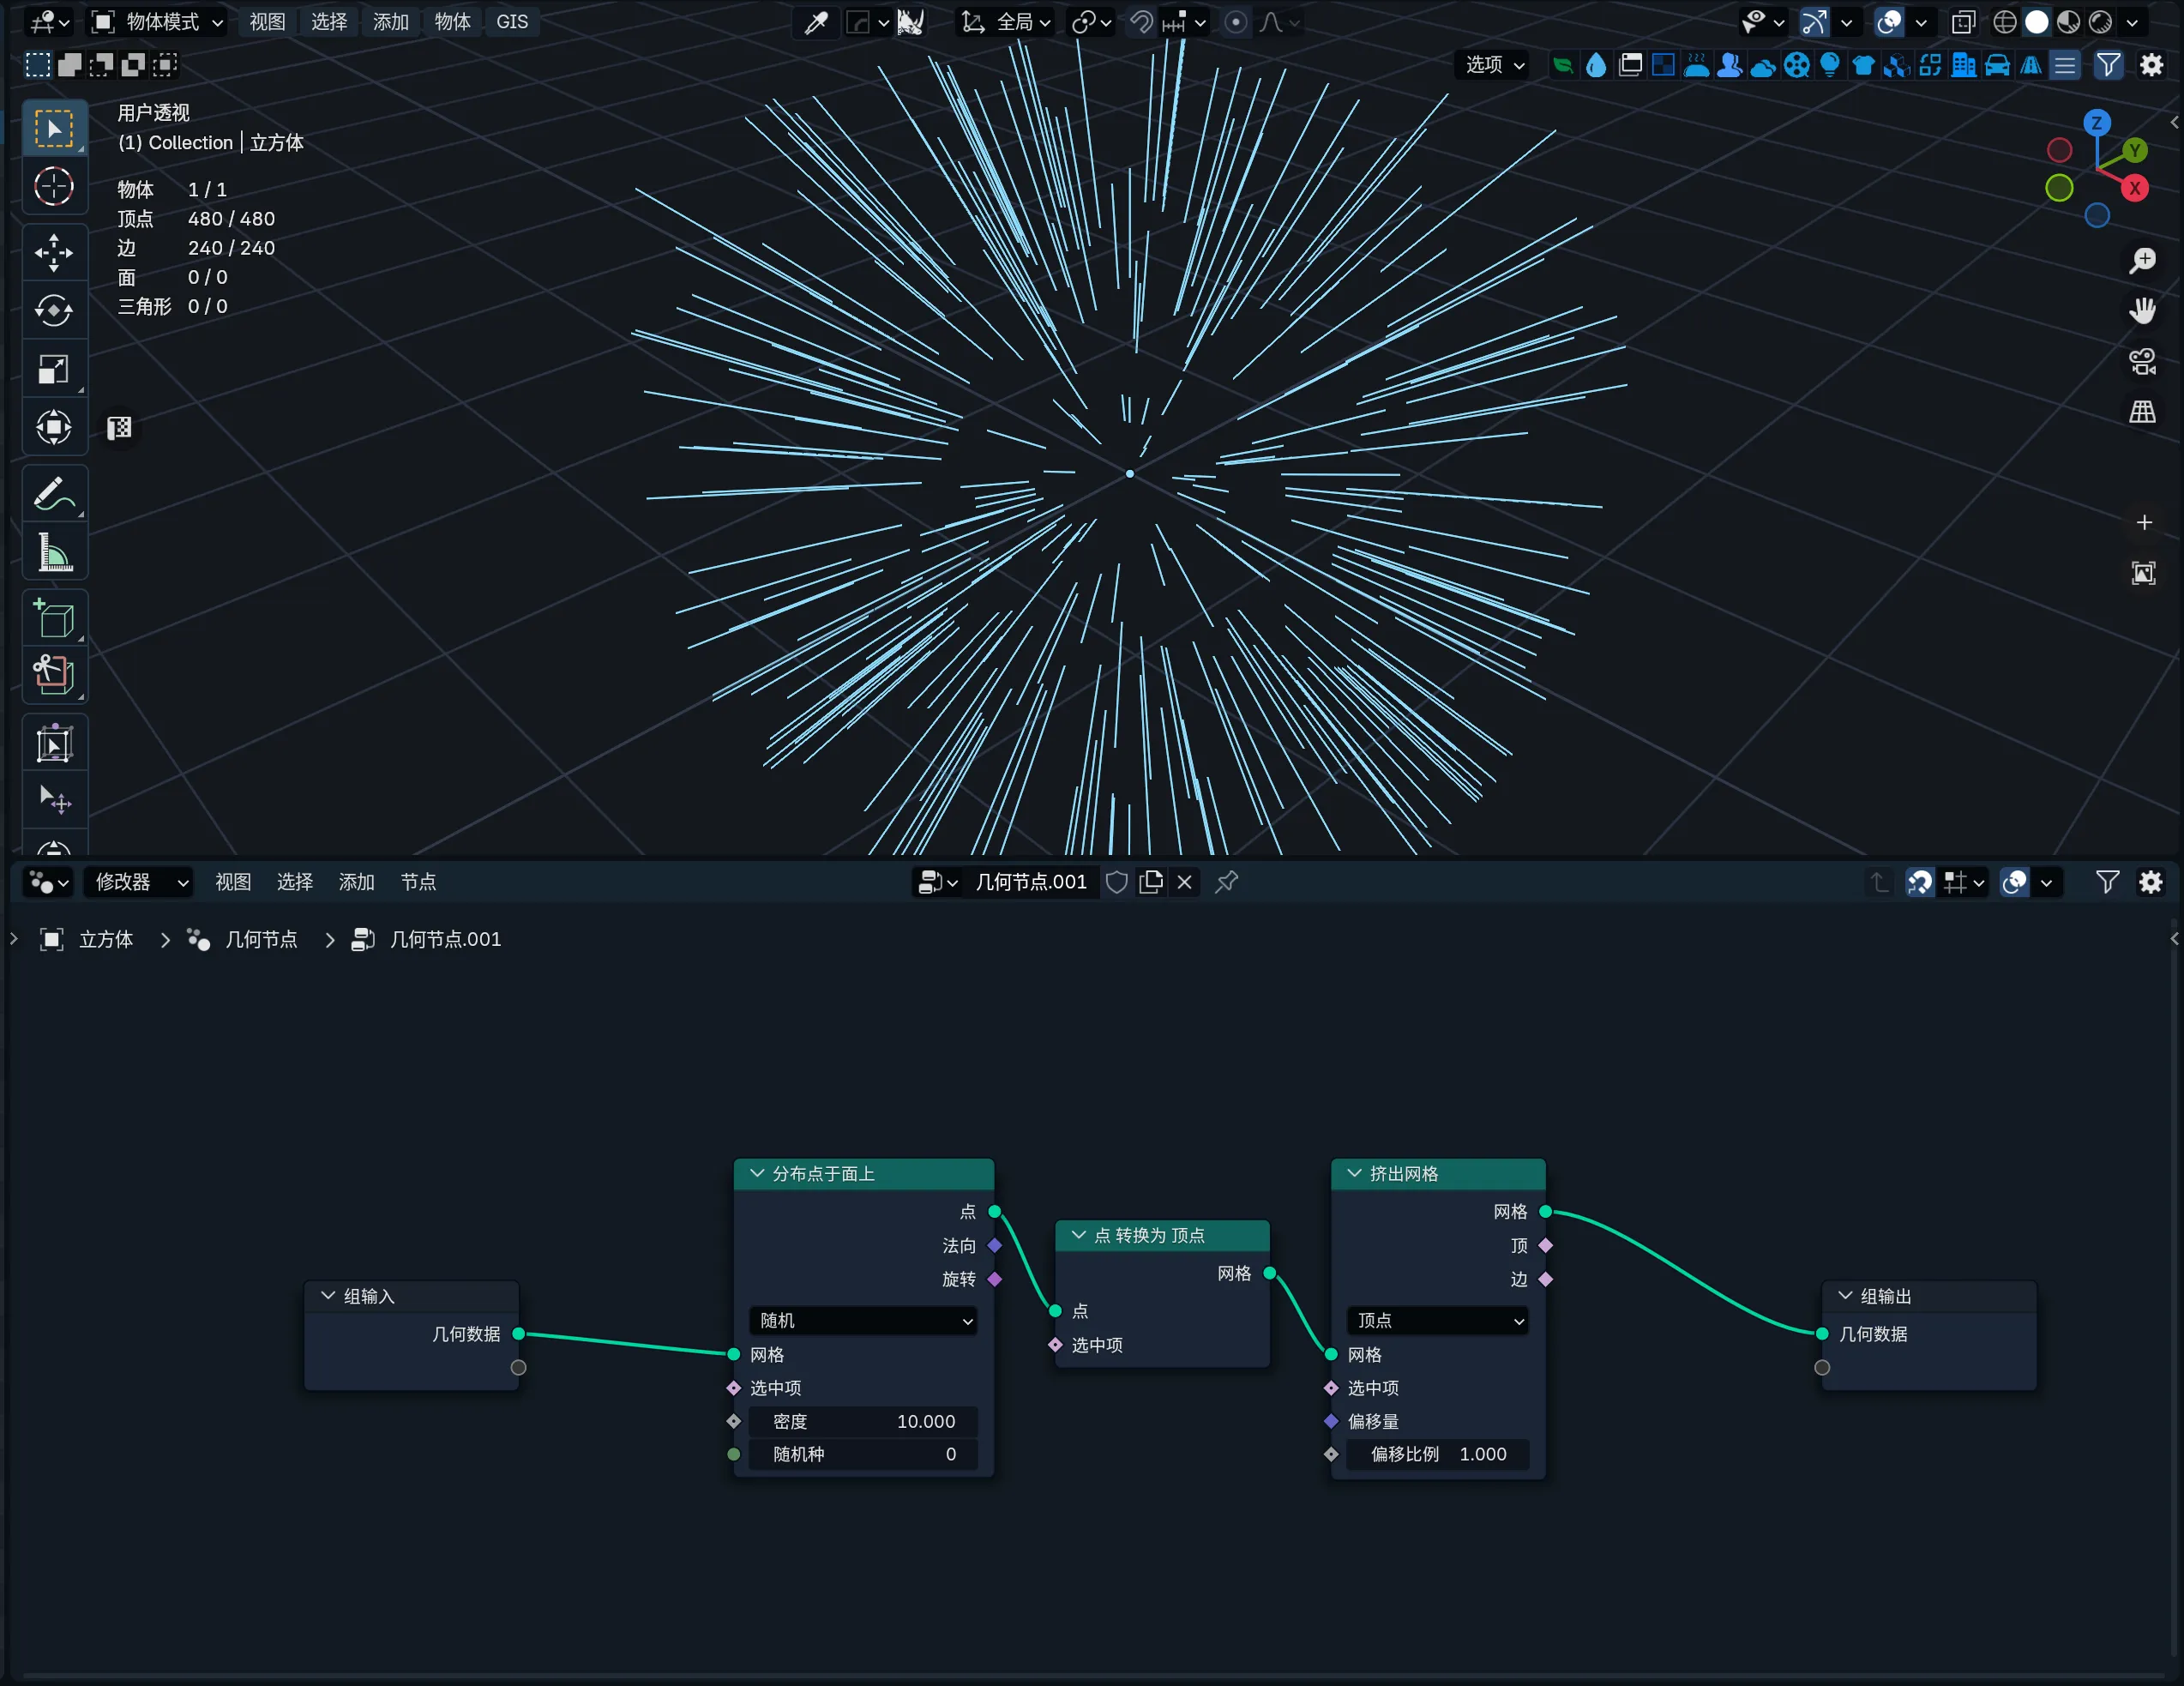 物体模式 视图 选择 添加 物体 GIS 全局
选项
用户透视
(1) Collection | 立方体
物体 1 / 1
顶点 480 / 480
边 240 / 240
面 0 / 0
三角形 0 / 0
Z
Y
X
修改器 视图 选择 添加 节点 几何节点.001
立方体 几何节点 几何节点.001
组输入
几何数据
分布点于面上
点
法向
旋转
随机
网格
选中项
密度 10.000
随机种 0
点 转换为 顶点
网格
点
选中项
挤出网格
网格
顶
边
顶点
网格
选中项
偏移量
偏移比例 1.000
组输出
几何数据